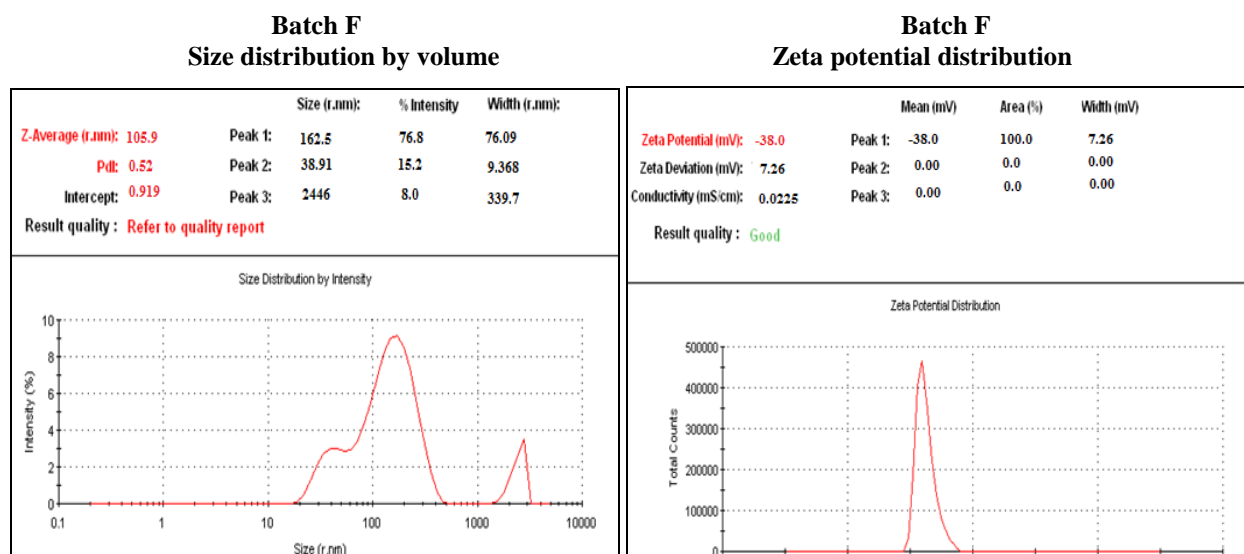 Batch F
Size distribution by volume
Size (r.nm): % Intensity Width (r.nm):
Z-Average (r.nm): 105.9 Peak 1: 162.5 76.8 76.09
PdI: 0.52 Peak 2: 38.91 15.2 9.368
Intercept: 0.919 Peak 3: 2446 8.0 339.7
Result quality : Refer to quality report
Size Distribution by Intensity
10
8
6
4
2
0
Intensity (%)
0.1 1 10 100 1000 10000
Size (r.nm)
Batch F
Zeta potential distribution
Mean (mV) Area (%) Width (mV)
Zeta Potential (mV): -38.0 Peak 1: -38.0 100.0 7.26
Zeta Deviation (mV): 7.26 Peak 2: 0.00 0.0 0.00
Conductivity (mS/cm): 0.0225 Peak 3: 0.00 0.0 0.00
Result quality : Good
Zeta Potential Distribution
500000
400000
300000
200000
100000
0
Total Counts